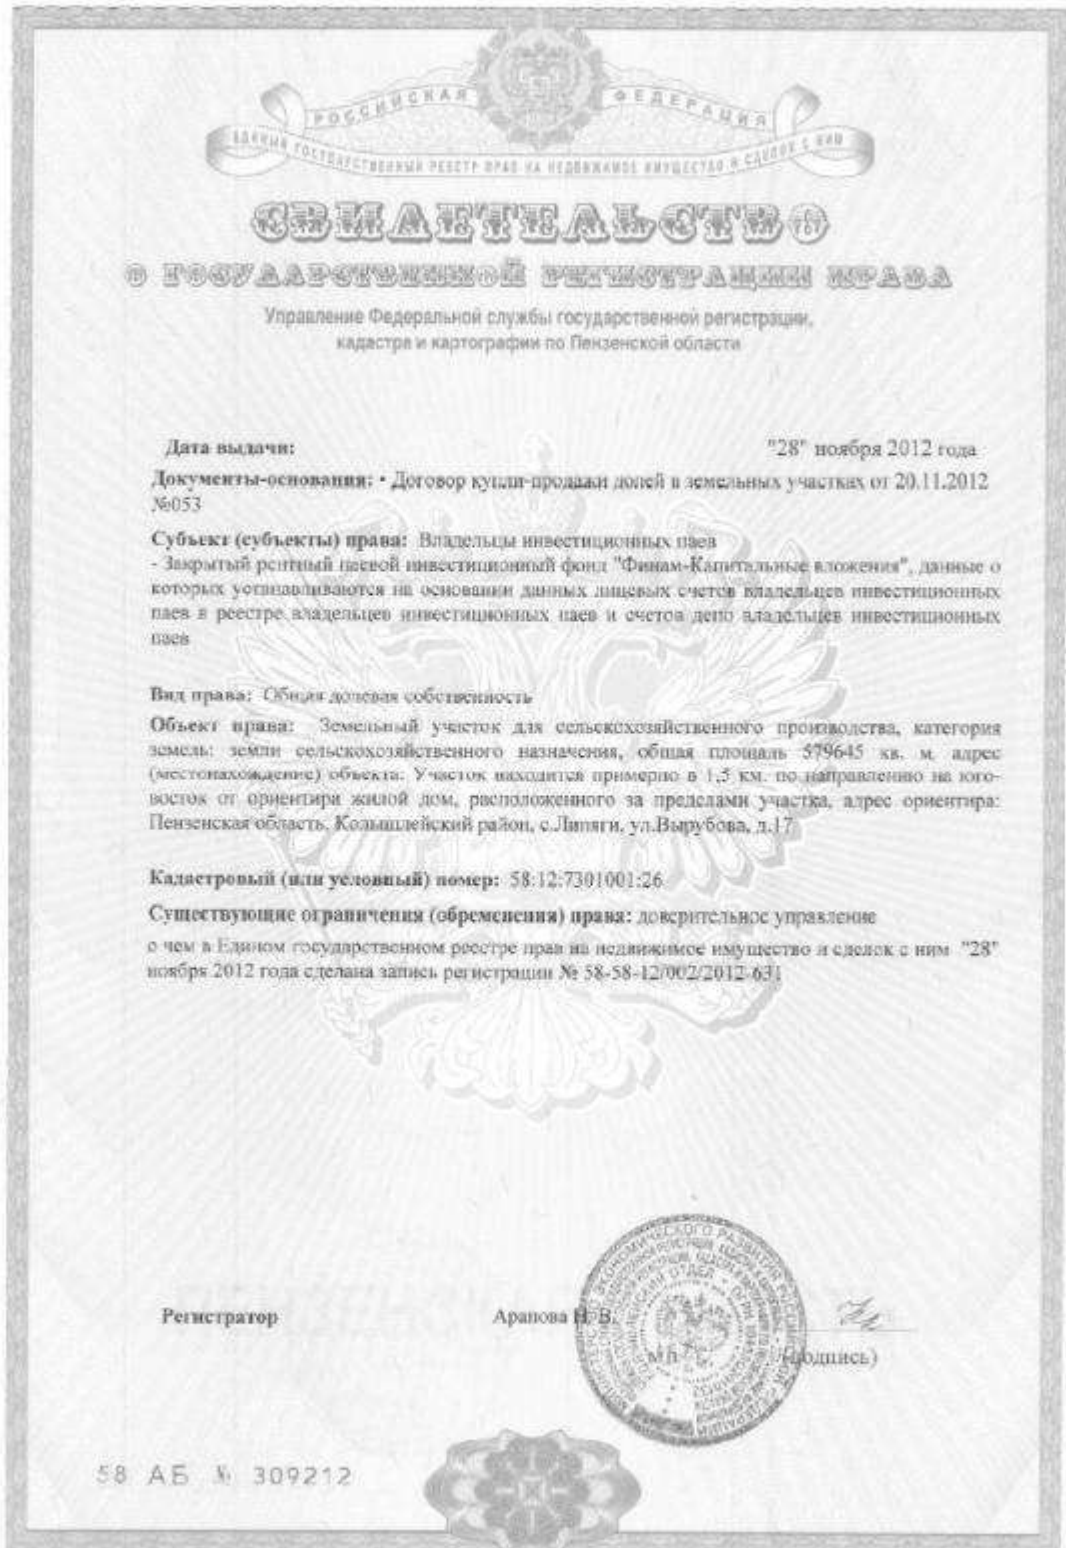 РОССИЙСКАЯ ФЕДЕРАЦИЯ
ЕДИНЫЙ ГОСУДАРСТВЕННЫЙ РЕЕСТР ПРАВ НА НЕДВИЖИМОЕ ИМУЩЕСТВО И СДЕЛОК С НИМ
СВИДЕТЕЛЬСТВО
О ГОСУДАРСТВЕННОЙ РЕГИСТРАЦИИ ПРАВА
Управление Федеральной службы государственной регистрации,
кадастра и картографии по Пензенской области
Дата выдачи: "28" ноября 2012 года
Документы-основания: • Договор купли-продажи долей в земельных участках от 20.11.2012
№053
Субъект (субъекты) права: Владельцы инвестиционных паев
- Закрытый рентный паевой инвестиционный фонд "Финам-Капитальные вложения", данные о
которых устанавливаются на основании данных лицевых счетов владельцев инвестиционных
паев в реестре владельцев инвестиционных паев и счетов депо владельцев инвестиционных
паев
Вид права: Общая долевая собственность
Объект права: Земельный участок для сельскохозяйственного производства, категория
земель: земли сельскохозяйственного назначения, общая площадь 579645 кв. м, адрес
(местонахождение) объекта: Участок находится примерно в 1,5 км. по направлению на юго-
восток от ориентира жилой дом, расположенного за пределами участка, адрес ориентира:
Пензенская область, Колышлейский район, с.Липяги, ул.Вырубова, д.17
Кадастровый (или условный) номер: 58:12:7301001:26
Существующие ограничения (обременения) права: доверительное управление
о чем в Едином государственном реестре прав на недвижимое имущество и сделок с ним "28"
ноября 2012 года сделана запись регистрации № 58-58-12/002/2012-631
Регистратор Арапова Н. В.
М.П. (подпись)
58 АБ № 309212